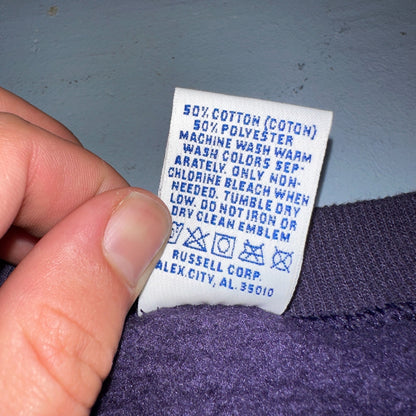 50% COTTON (COTON)
50% POLYESTER
MACHINE WASH WARM
WASH COLORS SEP-
ARATELY. ONLY NON-
CHLORINE BLEACH WHEN
NEEDED. TUMBLE DRY
LOW. DO NOT IRON OR
DRY CLEAN EMBLEM
RUSSELL CORP.
ALEX.CITY, AL. 35010